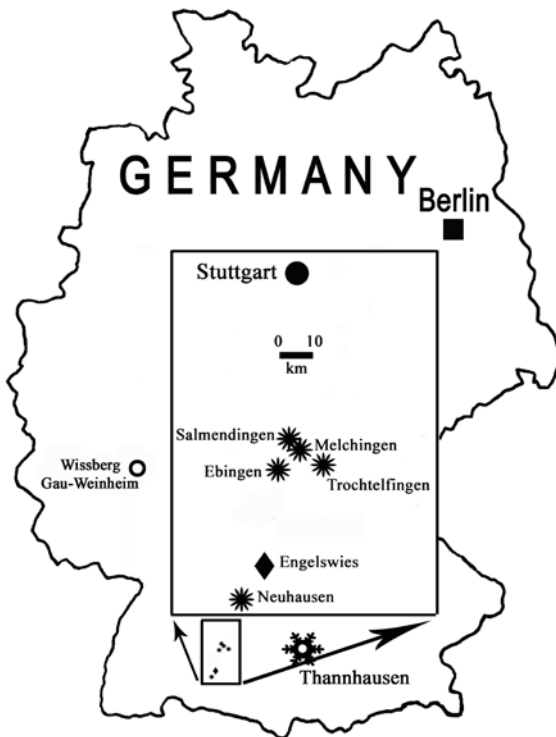 GERMANY
Berlin
Stuttgart
0 10
km
Salmendingen
Melchingen
Ebingen
Trochtelfingen
Wissberg
Gau-Weinheim
Engelswies
Neuhausen
Thannhausen